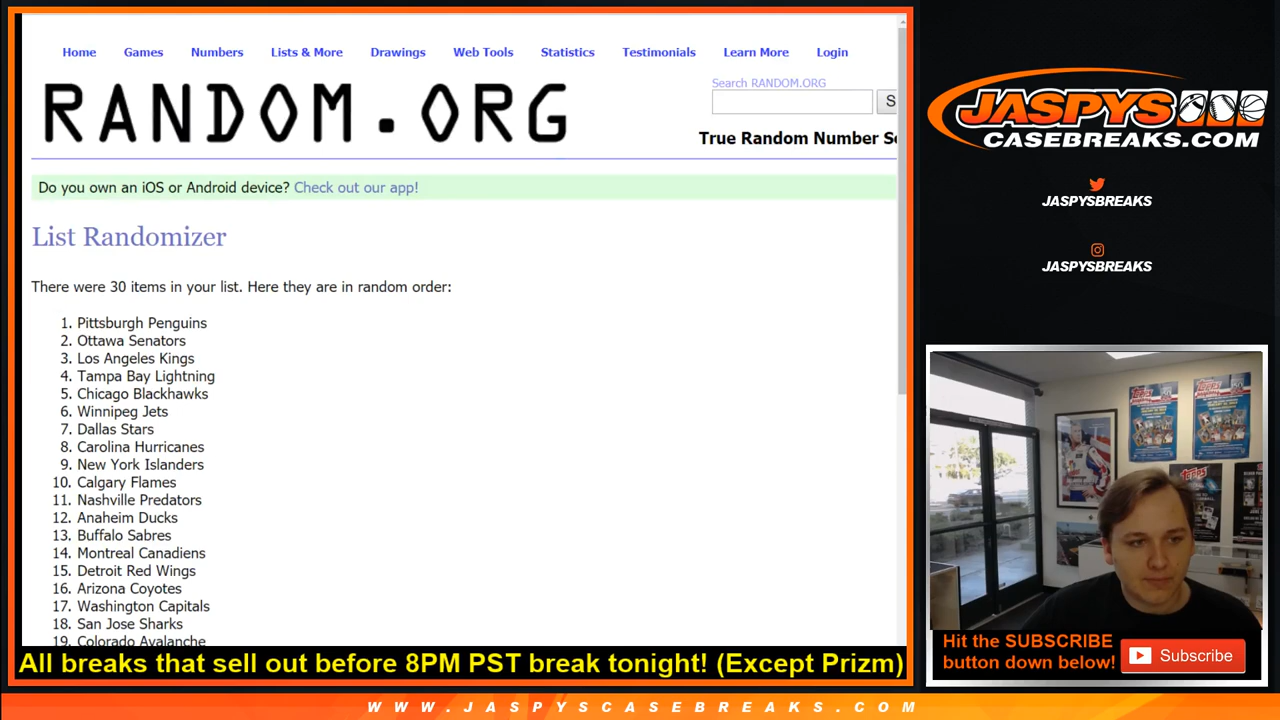 Home Games Numbers Lists & More Drawings Web Tools Statistics Testimonials Learn More Login
RANDOM.ORG
Search RANDOM.ORG
S
True Random Number Se
Do you own an iOS or Android device? Check out our app!
List Randomizer
There were 30 items in your list. Here they are in random order:
1. Pittsburgh Penguins
2. Ottawa Senators
3. Los Angeles Kings
4. Tampa Bay Lightning
5. Chicago Blackhawks
6. Winnipeg Jets
7. Dallas Stars
8. Carolina Hurricanes
9. New York Islanders
10. Calgary Flames
11. Nashville Predators
12. Anaheim Ducks
13. Buffalo Sabres
14. Montreal Canadiens
15. Detroit Red Wings
16. Arizona Coyotes
17. Washington Capitals
18. San Jose Sharks
19. Colorado Avalanche
All breaks that sell out before 8PM PST break tonight! (Except Prizm)
JASPYS
CASEBREAKS.COM
JASPYSBREAKS
JASPYSBREAKS
Topps
Topps
Topps
Hit the SUBSCRIBE
button down below!
Subscribe
WWW.JASPYSCASEBREAKS.COM